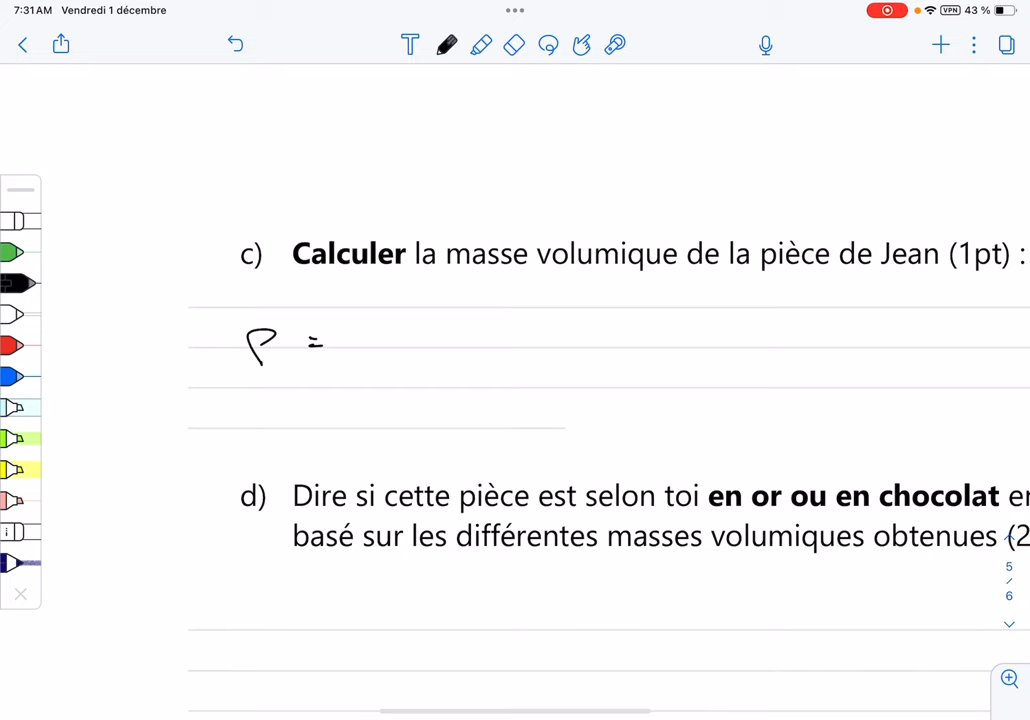 7:31 AM Vendredi 1 décembre
VPN 43 %
T
c) Calculer la masse volumique de la pièce de Jean (1pt) :
ρ =
d) Dire si cette pièce est selon toi en or ou en chocolat
basé sur les différentes masses volumiques obtenues (2
5
/
6